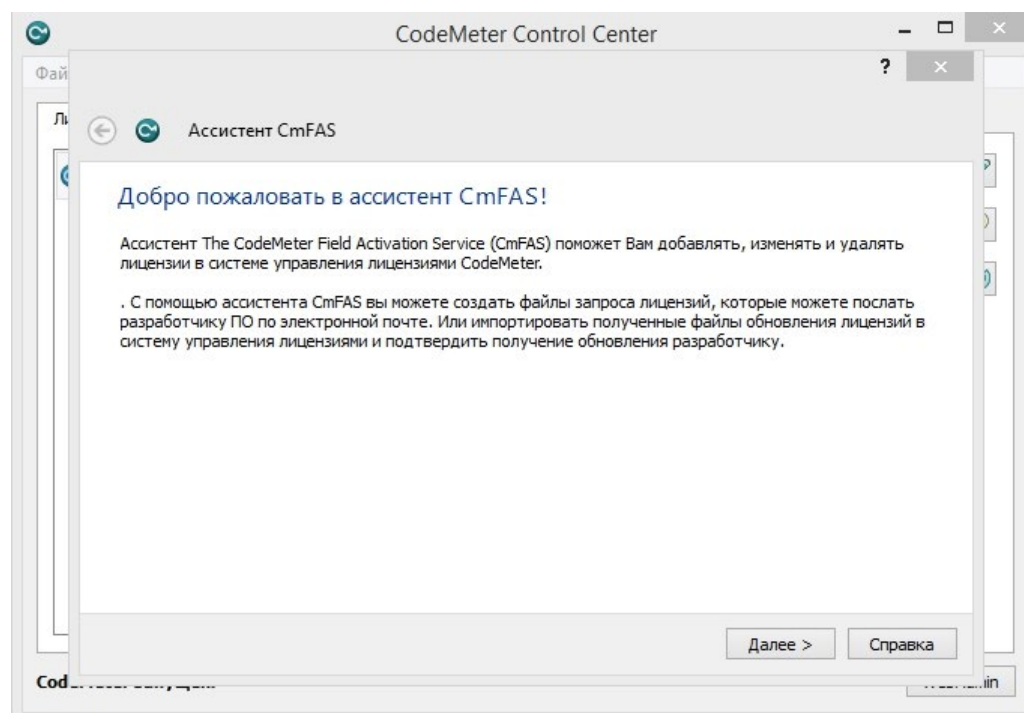 CodeMeter Control Center
?
Фай
Ассистент CmFAS
Добро пожаловать в ассистент CmFAS!
Ассистент The CodeMeter Field Activation Service (CmFAS) поможет Вам добавлять, изменять и удалять
лицензии в системе управления лицензиями CodeMeter.
. С помощью ассистента CmFAS вы можете создать файлы запроса лицензий, которые можете послать
разработчику ПО по электронной почте. Или импортировать полученные файлы обновления лицензий в
систему управления лицензиями и подтвердить получение обновления разработчику.
Далее >
Справка